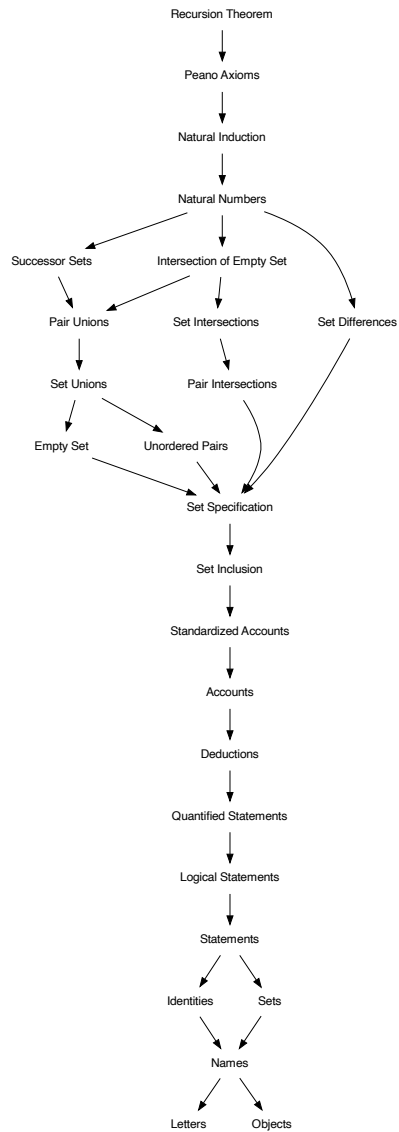 Recursion Theorem
Peano Axioms
Natural Induction
Natural Numbers
Successor Sets
Intersection of Empty Set
Pair Unions
Set Intersections
Set Differences
Set Unions
Pair Intersections
Empty Set
Unordered Pairs
Set Specification
Set Inclusion
Standardized Accounts
Accounts
Deductions
Quantified Statements
Logical Statements
Statements
Identities
Sets
Names
Letters
Objects